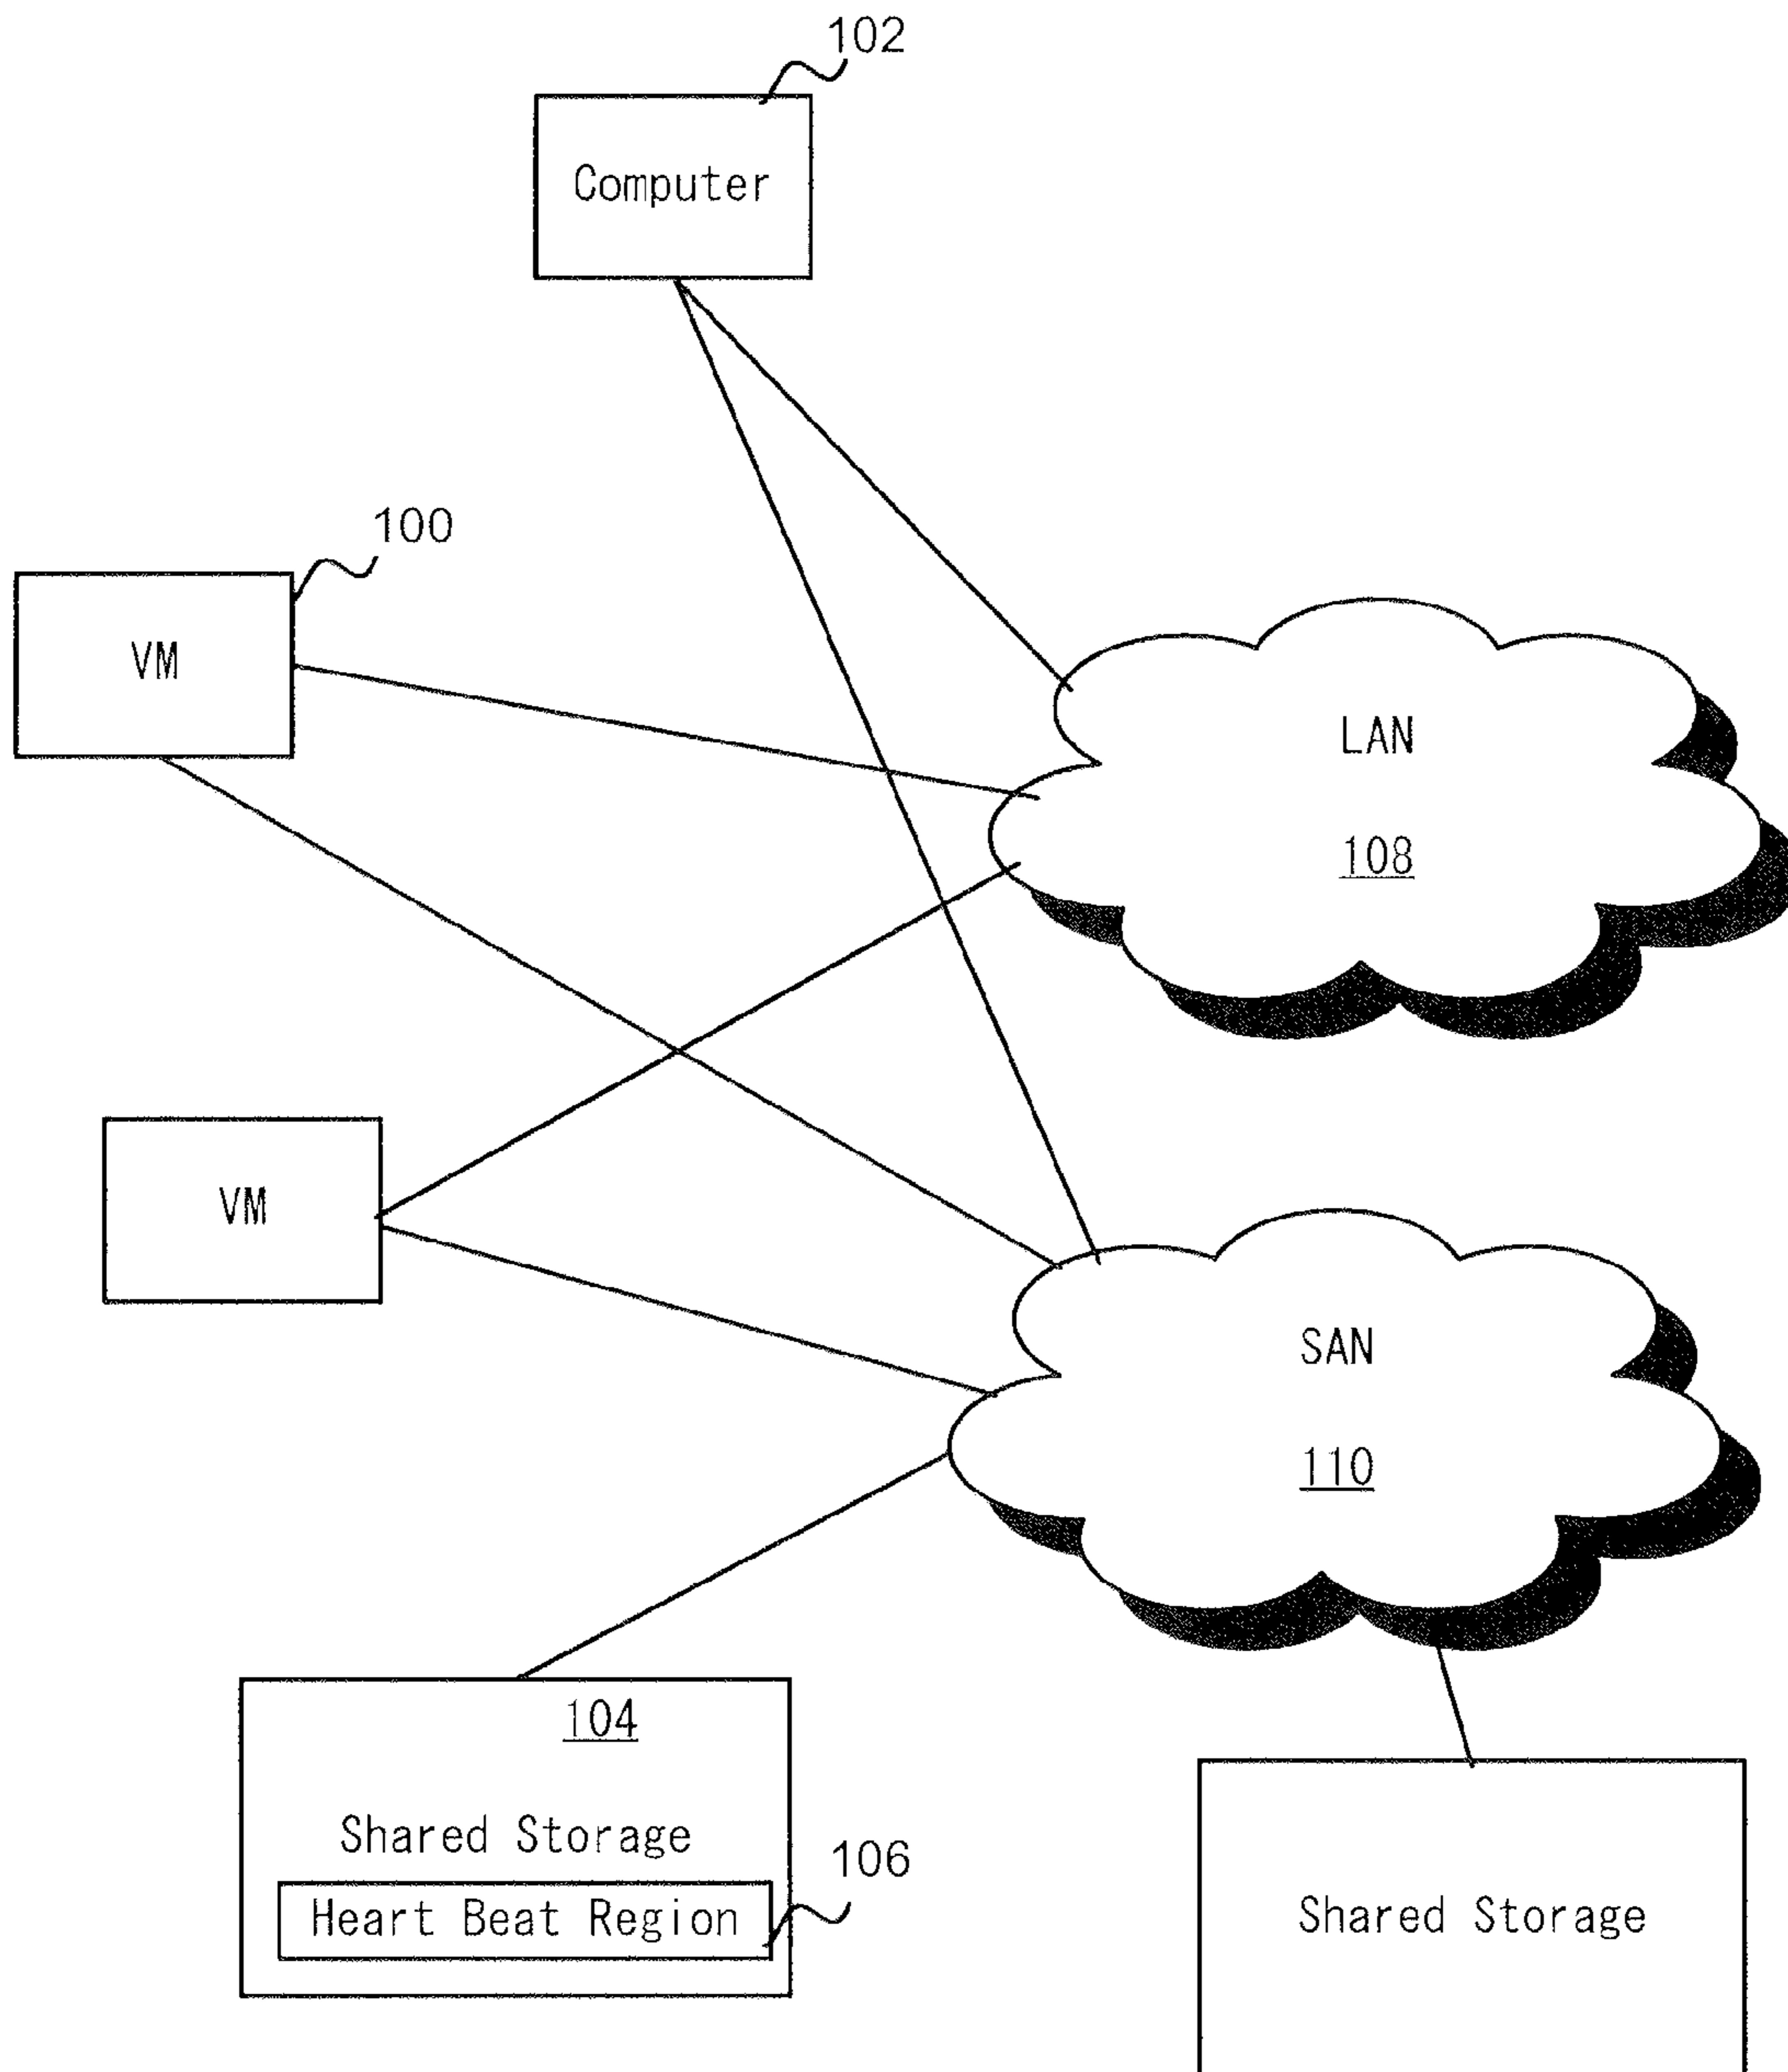 102
Computer
100
VM
LAN
108
VM
SAN
110
104
Shared Storage
106
Heart Beat Region
Shared Storage